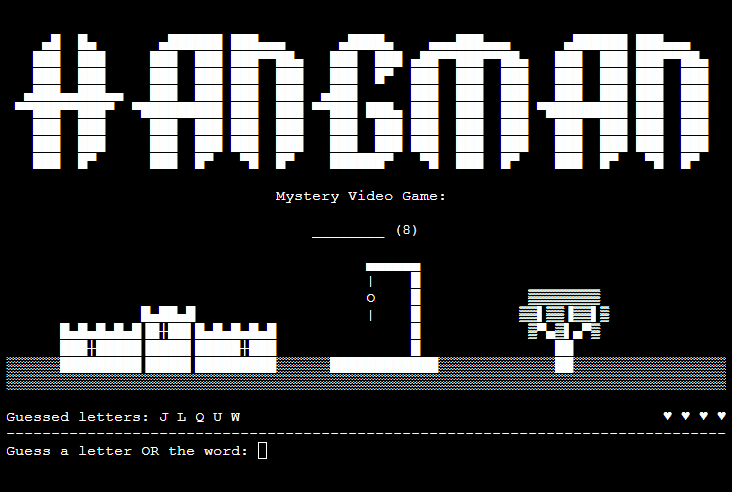 HANGMAN
Mystery Video Game:
________ (8)
Guessed letters: J L Q U W ♥ ♥ ♥ ♥
Guess a letter OR the word: